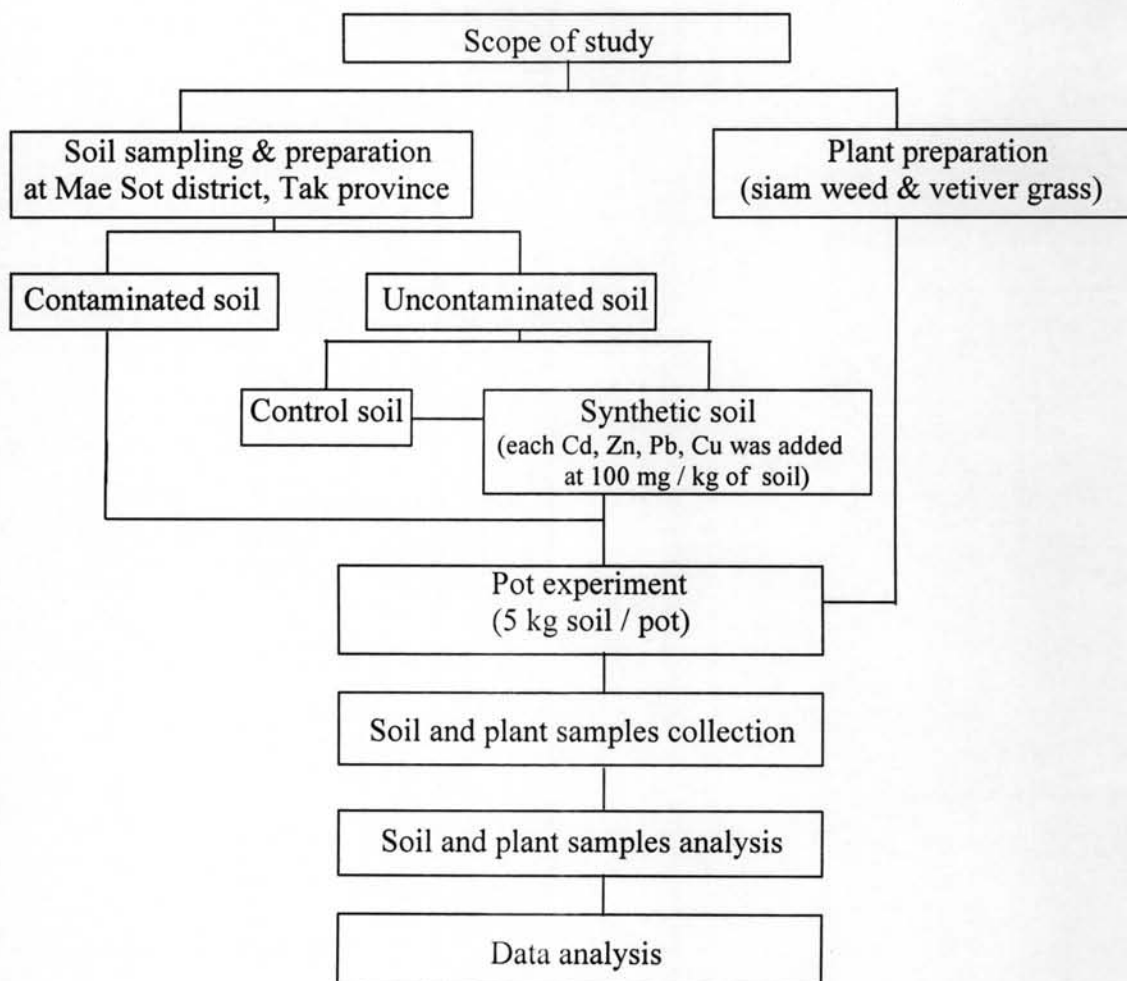 Scope of study
Soil sampling & preparation
at Mae Sot district, Tak province
Plant preparation
(siam weed & vetiver grass)
Contaminated soil
Uncontaminated soil
Control soil
Synthetic soil
(each Cd, Zn, Pb, Cu was added
at 100 mg / kg of soil)
Pot experiment
(5 kg soil / pot)
Soil and plant samples collection
Soil and plant samples analysis
Data analysis